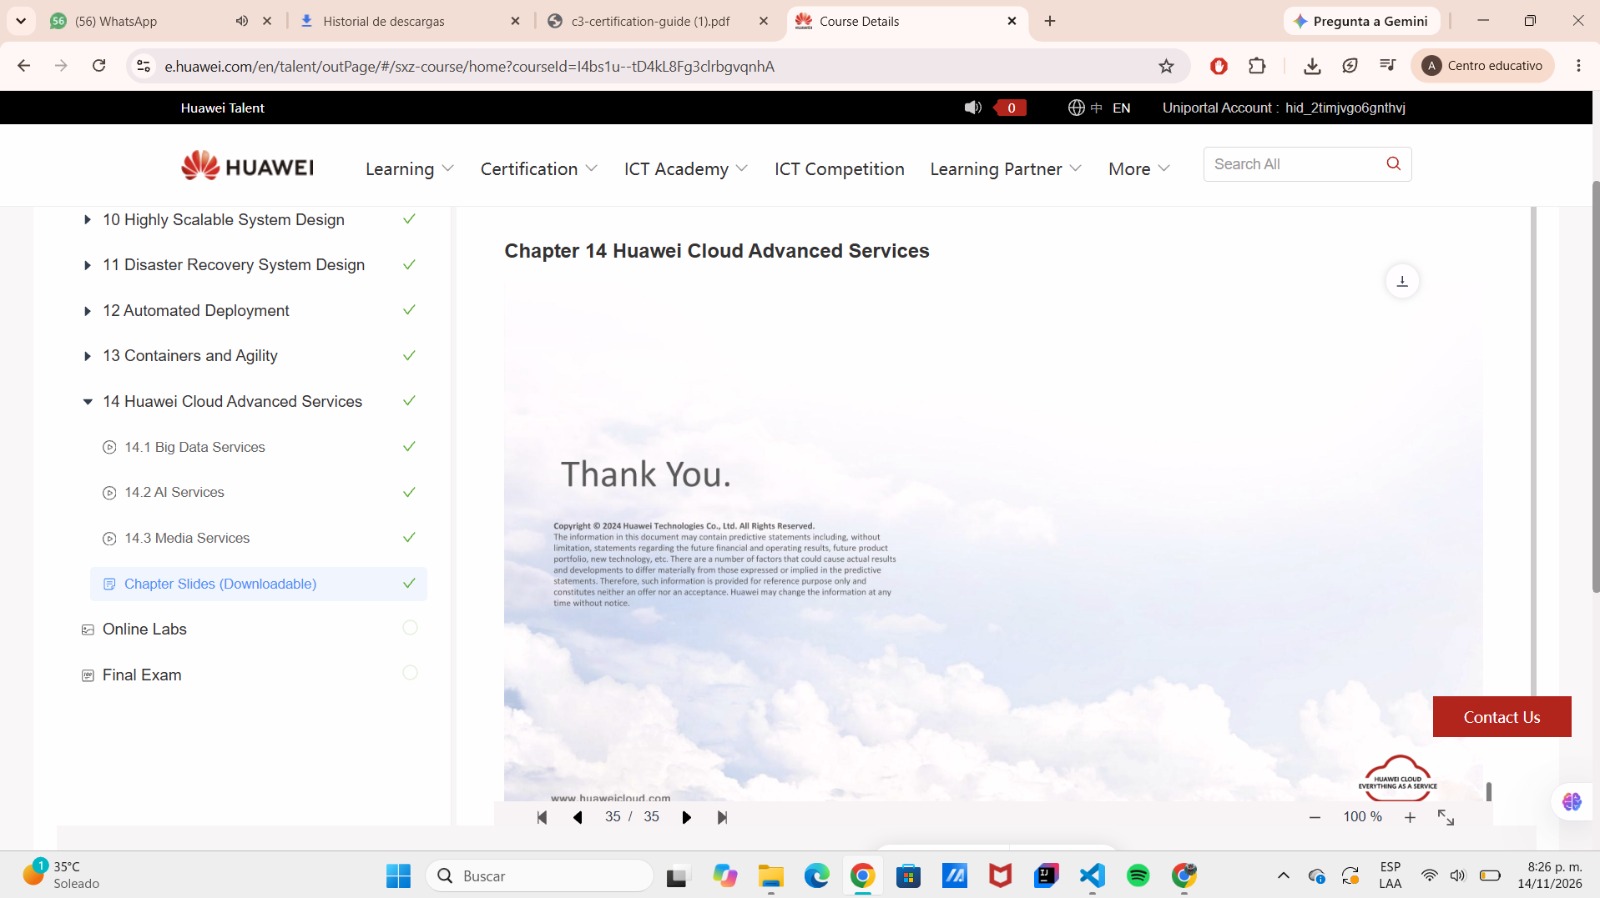 (56) WhatsApp
Historial de descargas
c3-certification-guide (1).pdf
Course Details
Pregunta a Gemini
e.huawei.com/en/talent/outPage/#/sxz-course/home?courseId=I4bs1u--tD4kL8Fg3clrbgvqnhA
A Centro educativo
Huawei Talent
0
中 EN
Uniportal Account : hid_2timjvgo6gnthvj
HUAWEI
Learning
Certification
ICT Academy
ICT Competition
Learning Partner
More
Search All
10 Highly Scalable System Design
11 Disaster Recovery System Design
12 Automated Deployment
13 Containers and Agility
14 Huawei Cloud Advanced Services
14.1 Big Data Services
14.2 AI Services
14.3 Media Services
Chapter Slides (Downloadable)
Online Labs
Final Exam
Chapter 14 Huawei Cloud Advanced Services
Thank You.
Copyright © 2024 Huawei Technologies Co., Ltd. All Rights Reserved.
The information in this document may contain predictive statements including, without
limitation, statements regarding the future financial and operating results, future product
portfolio, new technology, etc. There are a number of factors that could cause actual results
and developments to differ materially from those expressed or implied in the predictive
statements. Therefore, such information is provided for reference purpose only and
constitutes neither an offer nor an acceptance. Huawei may change the information at any
time without notice.
www.huaweicloud.com
HUAWEI CLOUD
EVERYTHING AS A SERVICE
Contact Us
35 / 35
100 %
1
35°C
Soleado
Buscar
ESP
LAA
8:26 p. m.
14/11/2026